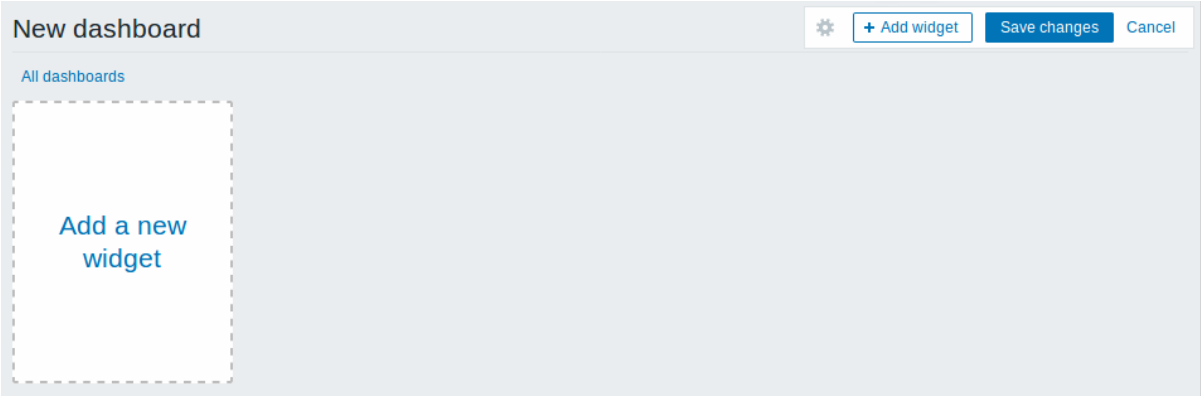 New dashboard
+ Add widget
Save changes
Cancel
All dashboards
Add a new
widget